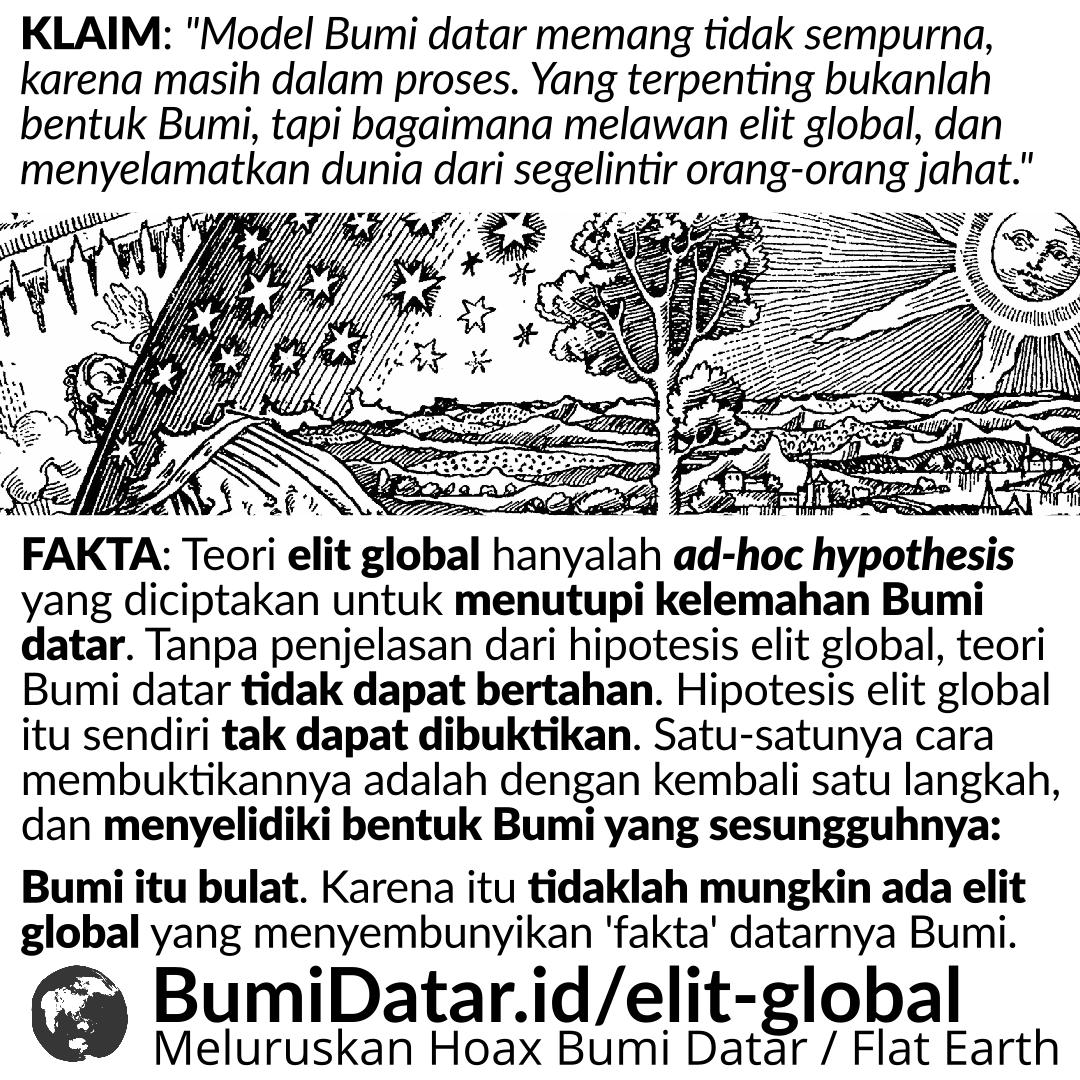 KLAIM: "Model Bumi datar memang tidak sempurna,
karena masih dalam proses. Yang terpenting bukanlah
bentuk Bumi, tapi bagaimana melawan elit global, dan
menyelamatkan dunia dari segelintir orang-orang jahat."
FAKTA: Teori elit global hanyalah ad-hoc hypothesis
yang diciptakan untuk menutupi kelemahan Bumi
datar. Tanpa penjelasan dari hipotesis elit global, teori
Bumi datar tidak dapat bertahan. Hipotesis elit global
itu sendiri tak dapat dibuktikan. Satu-satunya cara
membuktikannya adalah dengan kembali satu langkah,
dan menyelidiki bentuk Bumi yang sesungguhnya:
Bumi itu bulat. Karena itu tidaklah mungkin ada elit
global yang menyembunyikan 'fakta' datarnya Bumi.
BumiDatar.id/elit-global
Meluruskan Hoax Bumi Datar / Flat Earth